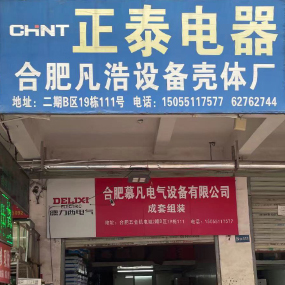 CHNT 正泰电器
合肥凡浩设备壳体厂
地址：二期B区19栋111号 电话：15055117577 62762744
DELIXI
德力西电气
合肥慕凡电气设备有限公司
成套组装